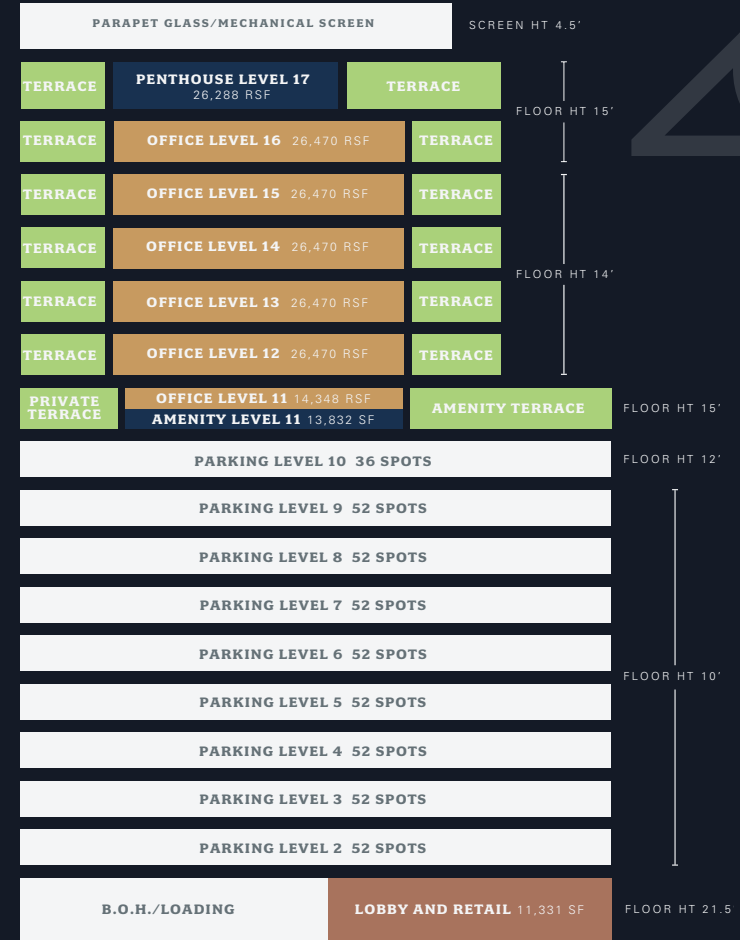 PARAPET GLASS/MECHANICAL SCREEN SCREEN HT 4.5'
TERRACE PENTHOUSE LEVEL 17 TERRACE
26,288 RSF
FLOOR HT 15'
TERRACE OFFICE LEVEL 16 26,470 RSF TERRACE
TERRACE OFFICE LEVEL 15 26,470 RSF TERRACE
TERRACE OFFICE LEVEL 14 26,470 RSF TERRACE
FLOOR HT 14'
TERRACE OFFICE LEVEL 13 26,470 RSF TERRACE
TERRACE OFFICE LEVEL 12 26,470 RSF TERRACE
PRIVATE TERRACE OFFICE LEVEL 11 14,348 RSF
AMENITY LEVEL 11 13,832 SF AMENITY TERRACE FLOOR HT 15'
PARKING LEVEL 10 36 SPOTS FLOOR HT 12'
PARKING LEVEL 9 52 SPOTS
PARKING LEVEL 8 52 SPOTS
PARKING LEVEL 7 52 SPOTS
PARKING LEVEL 6 52 SPOTS
FLOOR HT 10'
PARKING LEVEL 5 52 SPOTS
PARKING LEVEL 4 52 SPOTS
PARKING LEVEL 3 52 SPOTS
PARKING LEVEL 2 52 SPOTS
B.O.H./LOADING LOBBY AND RETAIL 11,331 SF FLOOR HT 21.5